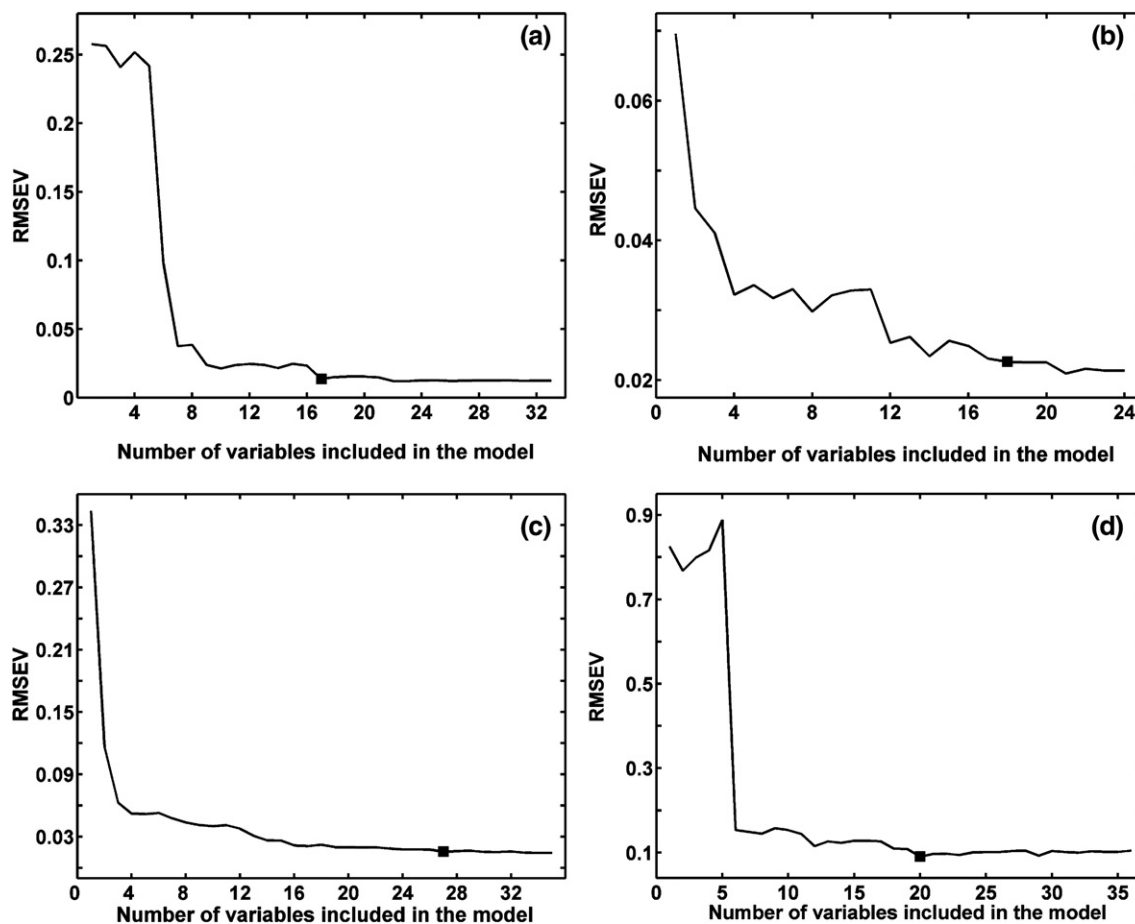 (a)
RMSEV
0.25
0.2
0.15
0.1
0.05
0
4 8 12 16 20 24 28 32
Number of variables included in the model
(b)
RMSEV
0.06
0.04
0.02
0 4 8 12 16 20 24
Number of variables included in the model
(c)
RMSEV
0.33
0.27
0.21
0.15
0.09
0.03
0 4 8 12 16 20 24 28 32
Number of variables included in the model
(d)
RMSEV
0.9
0.7
0.5
0.3
0.1
0 5 10 15 20 25 30 35
Number of variables included in the model